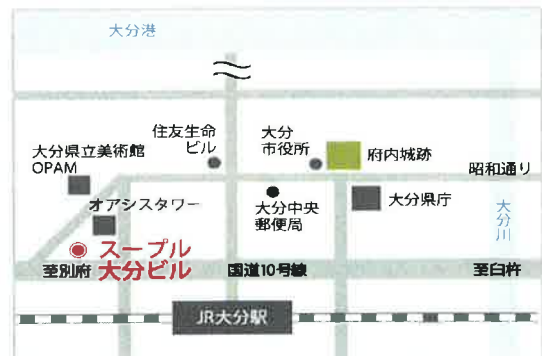 大分港
住友生命
ビル
大分
市役所
府内城跡
大分県立美術館
OPAM
昭和通り
オアシスタワー
大分中央
郵便局
大分県庁
大分川
スープル
大分ビル
至別府
国道10号線
至臼杵
JR大分駅